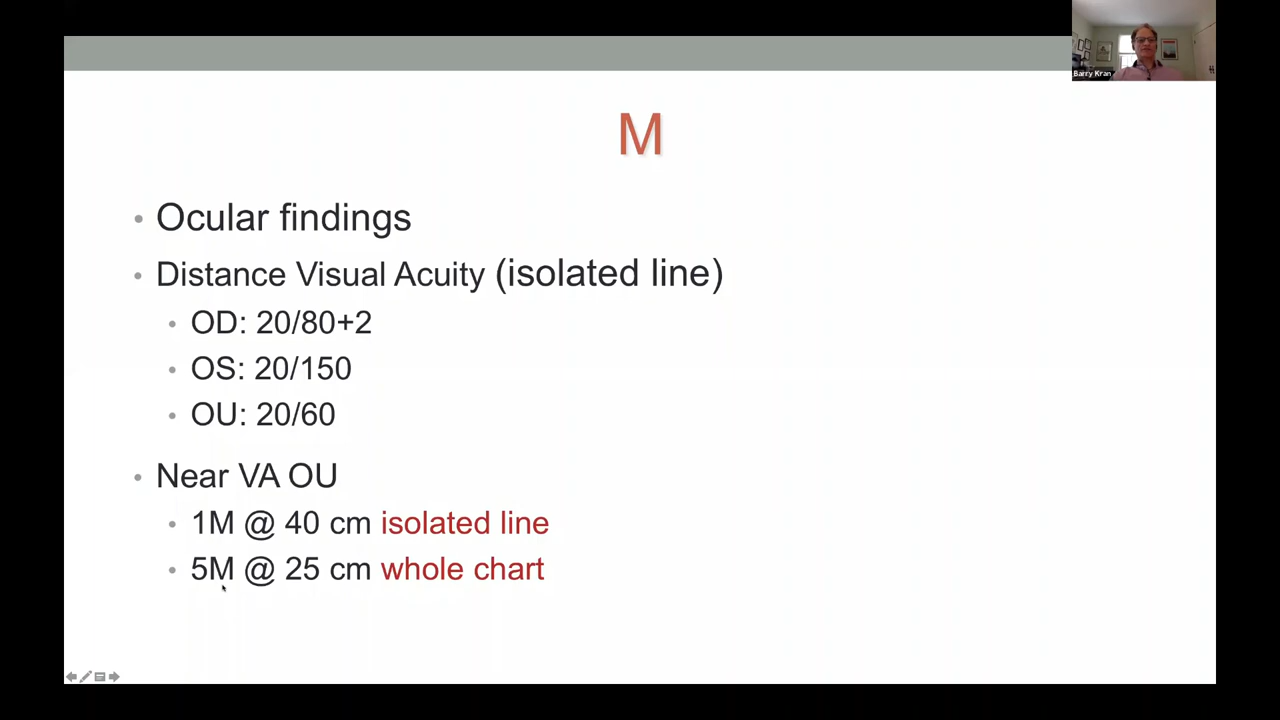 Barry Kran
M
Ocular findings
Distance Visual Acuity (isolated line)
OD: 20/80+2
OS: 20/150
OU: 20/60
Near VA OU
1M @ 40 cm isolated line
5M @ 25 cm whole chart